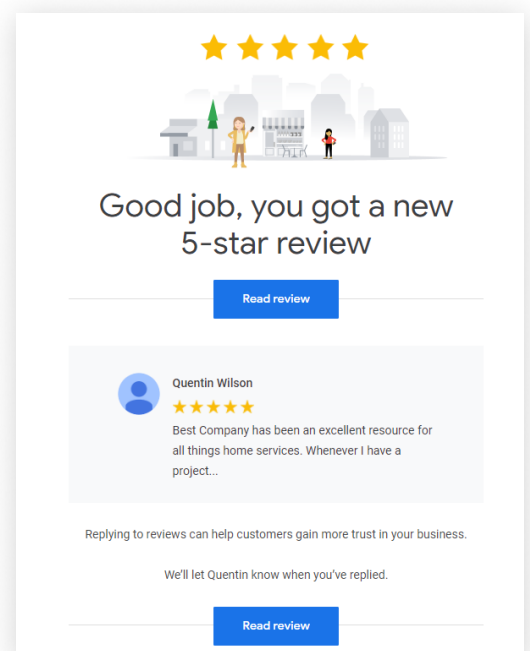 Good job, you got a new
5-star review
Read review
Quentin Wilson
Best Company has been an excellent resource for
all things home services. Whenever I have a
project...
Replying to reviews can help customers gain more trust in your business.
We'll let Quentin know when you've replied.
Read review